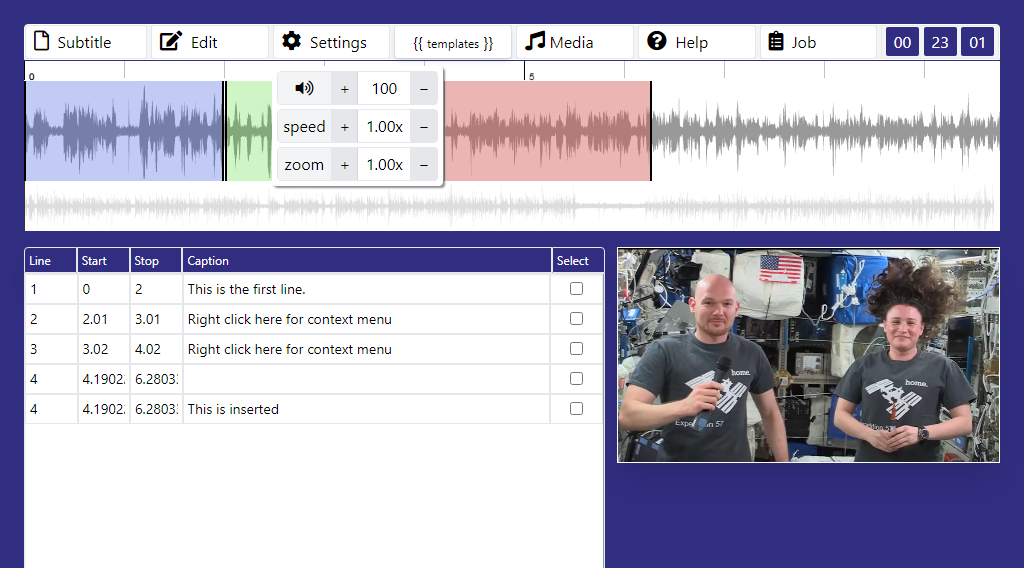 Subtitle Edit Settings {{ templates }} Media Help Job 00 23 01
0 5
+ 100 −
speed + 1.00x −
zoom + 1.00x −
Line Start Stop Caption Select
1 0 2 This is the first line.
2 2.01 3.01 Right click here for context menu
3 3.02 4.02 Right click here for context menu
4 4.1902 6.2803
4 4.1902 6.2803 This is inserted
home. home.
57